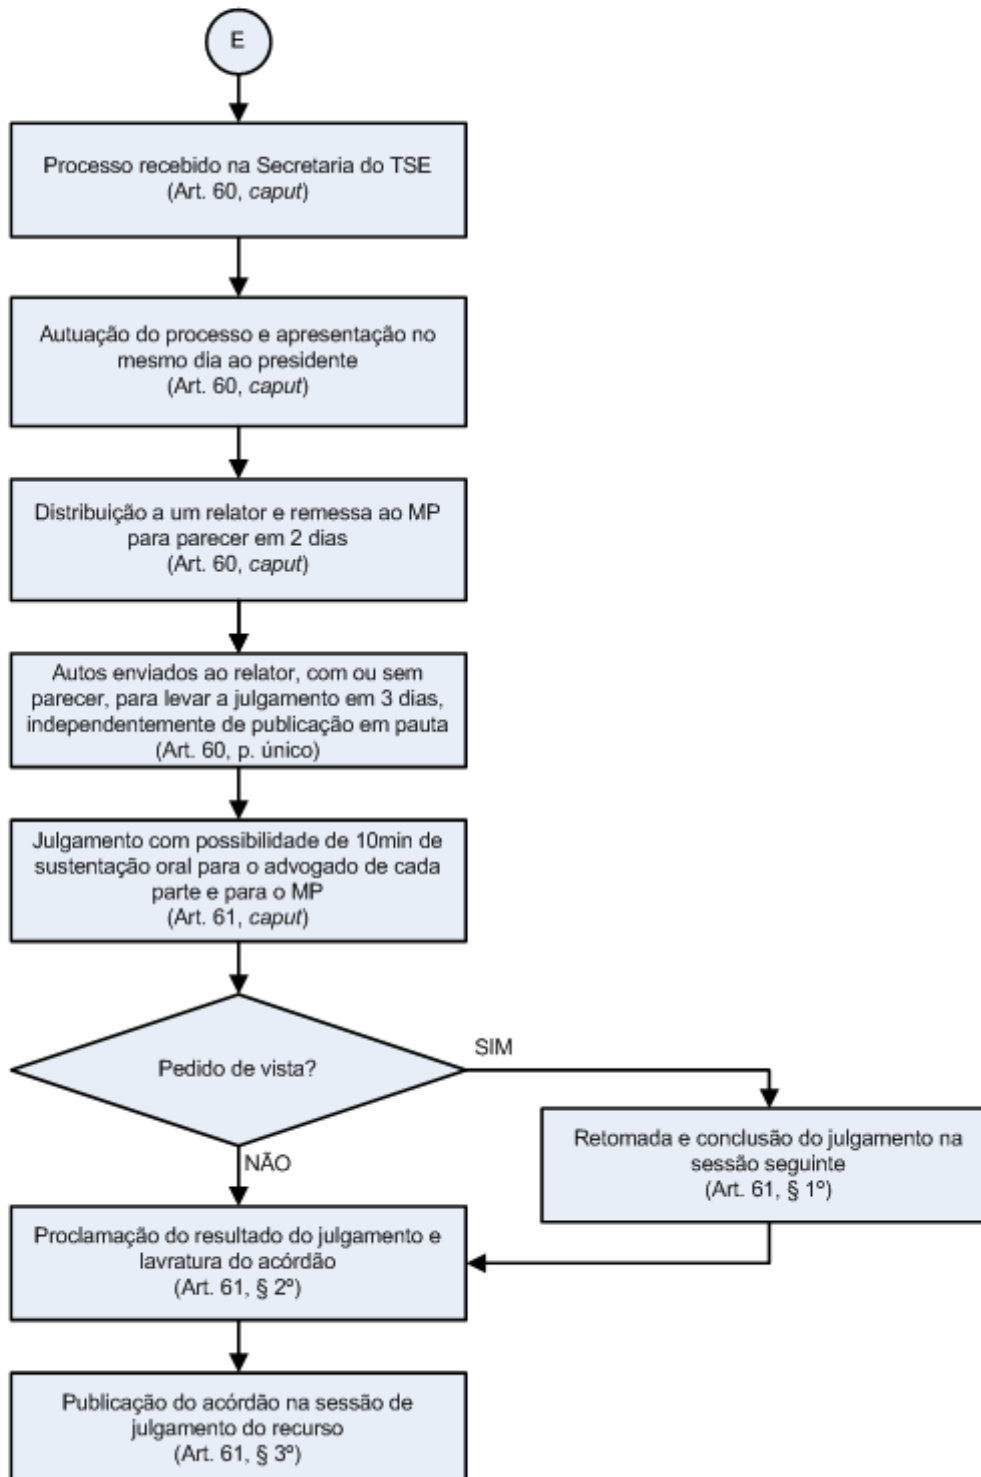 E
Processo recebido na Secretaria do TSE
(Art. 60, caput)
Autuação do processo e apresentação no
mesmo dia ao presidente
(Art. 60, caput)
Distribuição a um relator e remessa ao MP
para parecer em 2 dias
(Art. 60, caput)
Autos enviados ao relator, com ou sem
parecer, para levar a julgamento em 3 dias,
independentemente de publicação em pauta
(Art. 60, p. único)
Julgamento com possibilidade de 10min de
sustentação oral para o advogado de cada
parte e para o MP
(Art. 61, caput)
Pedido de vista?
SIM
Retomada e conclusão do julgamento na
sessão seguinte
(Art. 61, § 1º)
NÃO
Proclamação do resultado do julgamento e
lavratura do acórdão
(Art. 61, § 2º)
Publicação do acórdão na sessão de
julgamento do recurso
(Art. 61, § 3º)